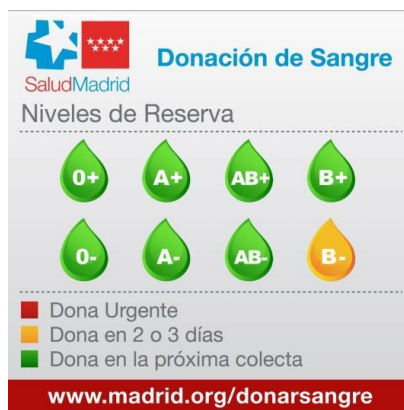 SaludMadrid
Donación de Sangre
Niveles de Reserva
0+ A+ AB+ B+
0- A- AB- B-
Dona Urgente
Dona en 2 o 3 días
Dona en la próxima colecta
www.madrid.org/donarsangre